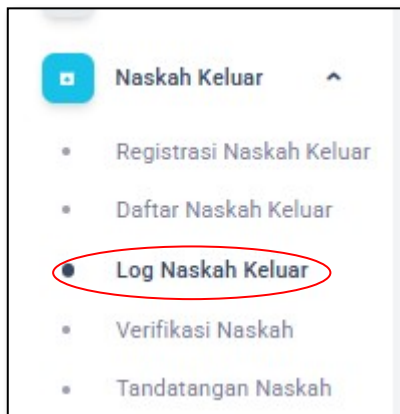 Naskah Keluar
Registrasi Naskah Keluar
Daftar Naskah Keluar
Log Naskah Keluar
Verifikasi Naskah
Tandatangan Naskah